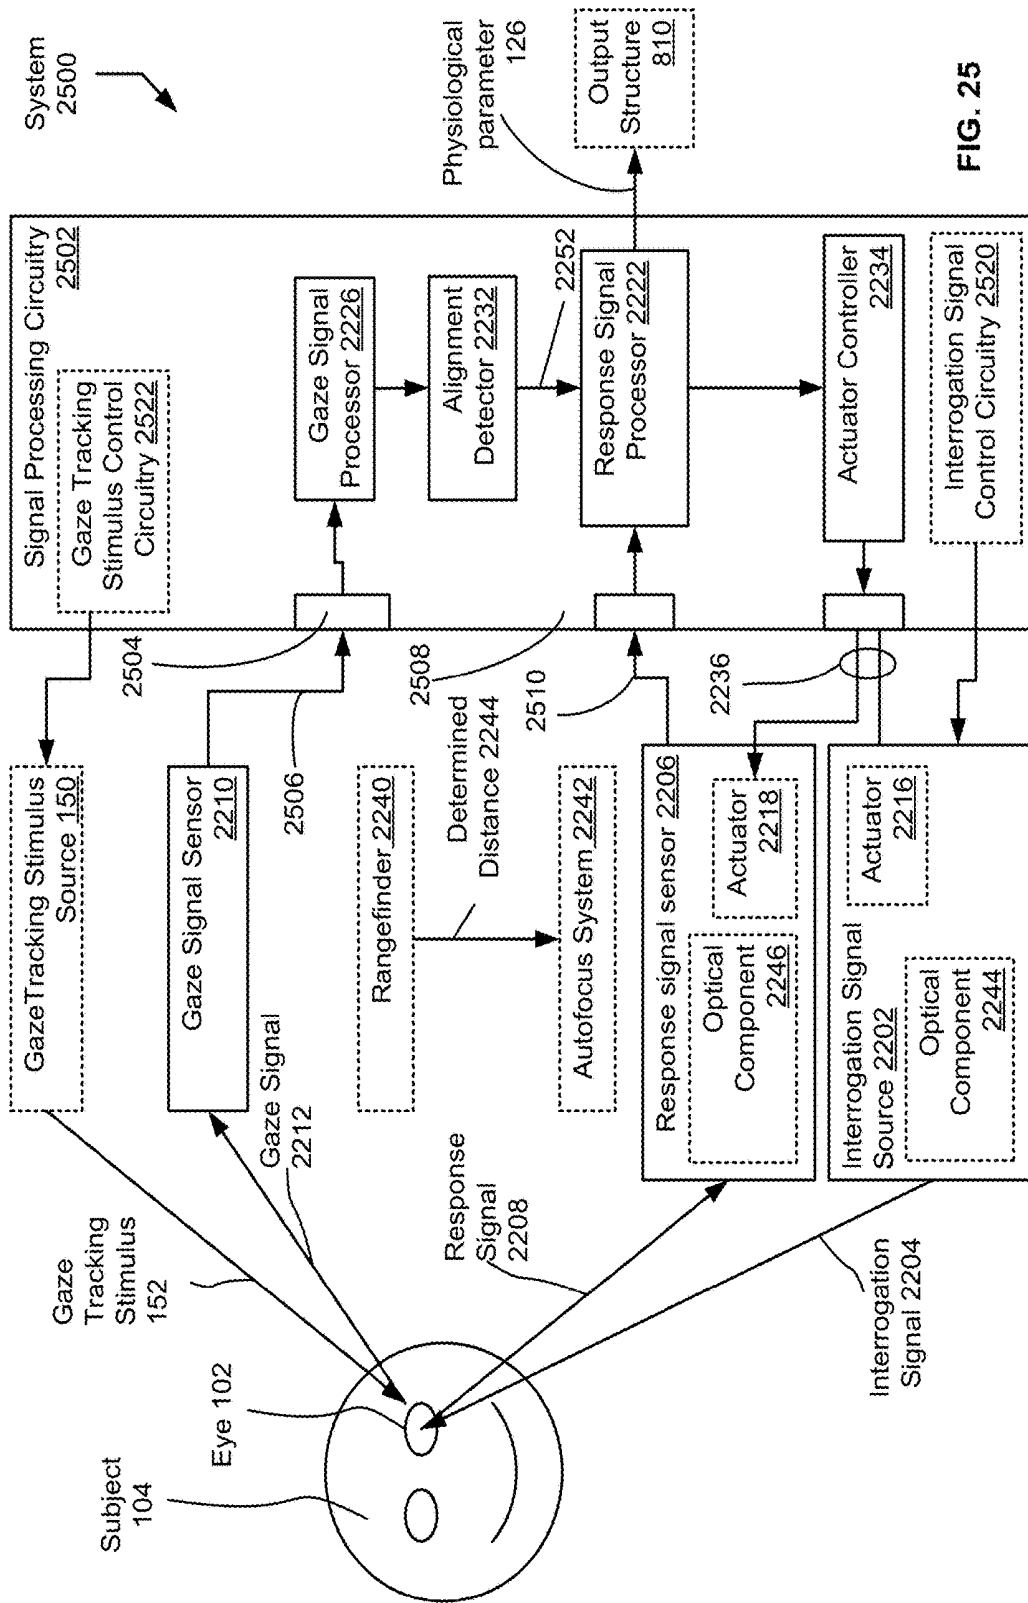 System
2500
Signal Processing Circuitry
2502
Gaze Tracking
Stimulus Control
Circuitry 2522
Gaze Signal
Processor 2226
Alignment
Detector 2232
2252
Response Signal
Processor 2222
Physiological
parameter
126
Output
Structure
810
Actuator Controller
2234
Interrogation Signal
Control Circuitry 2520
2504
2506
2508
2510
2236
GazeTracking Stimulus
Source 150
Gaze Signal Sensor
2210
Rangefinder 2240
Determined
Distance 2244
Autofocus System 2242
Response signal sensor 2206
Optical
Component
2246
Actuator
2218
Interrogation Signal
Source 2202
Optical
Component
2244
Actuator
2216
Gaze
Tracking
Stimulus
152
Gaze Signal
2212
Response
Signal
2208
Interrogation
Signal 2204
Subject
104
Eye 102
FIG. 25